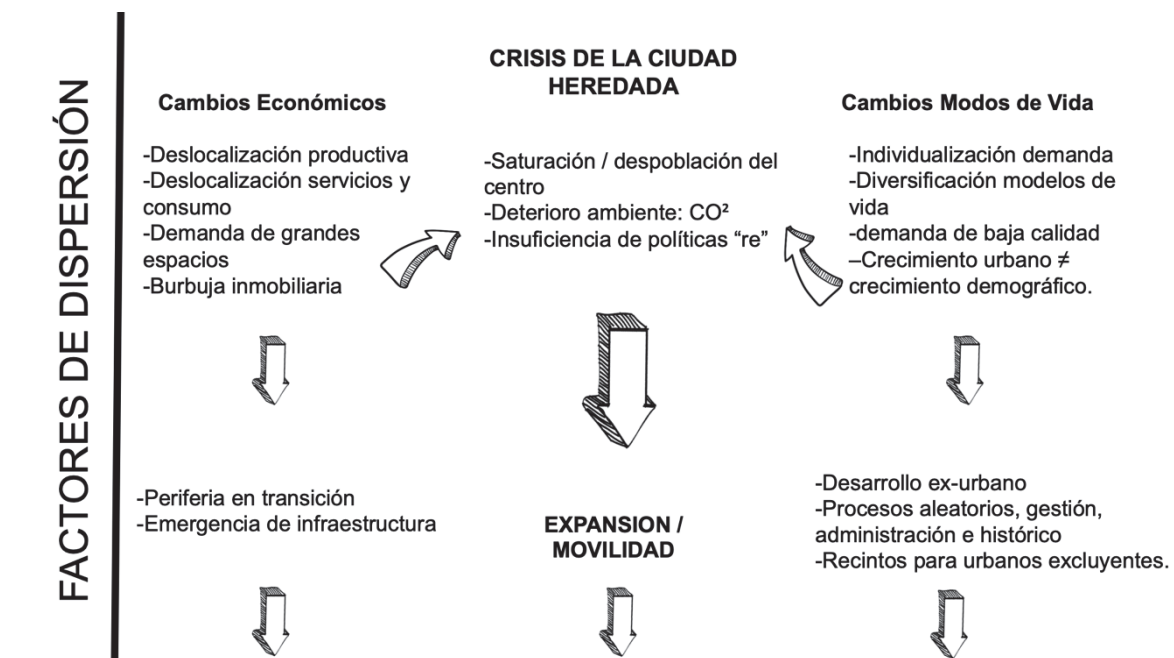 FACTORES DE DISPERSIÓN
CRISIS DE LA CIUDAD
HEREDADA
Cambios Económicos
-Deslocalización productiva
-Deslocalización servicios y
consumo
-Demanda de grandes
espacios
-Burbuja inmobiliaria
-Saturación / despoblación del
centro
-Deterioro ambiente: CO²
-Insuficiencia de políticas “re”
Cambios Modos de Vida
-Individualización demanda
-Diversificación modelos de
vida
-demanda de baja calidad
–Crecimiento urbano ≠
crecimiento demográfico.
-Periferia en transición
-Emergencia de infraestructura
EXPANSION /
MOVILIDAD
-Desarrollo ex-urbano
-Procesos aleatorios, gestión,
administración e histórico
-Recintos para urbanos excluyentes.